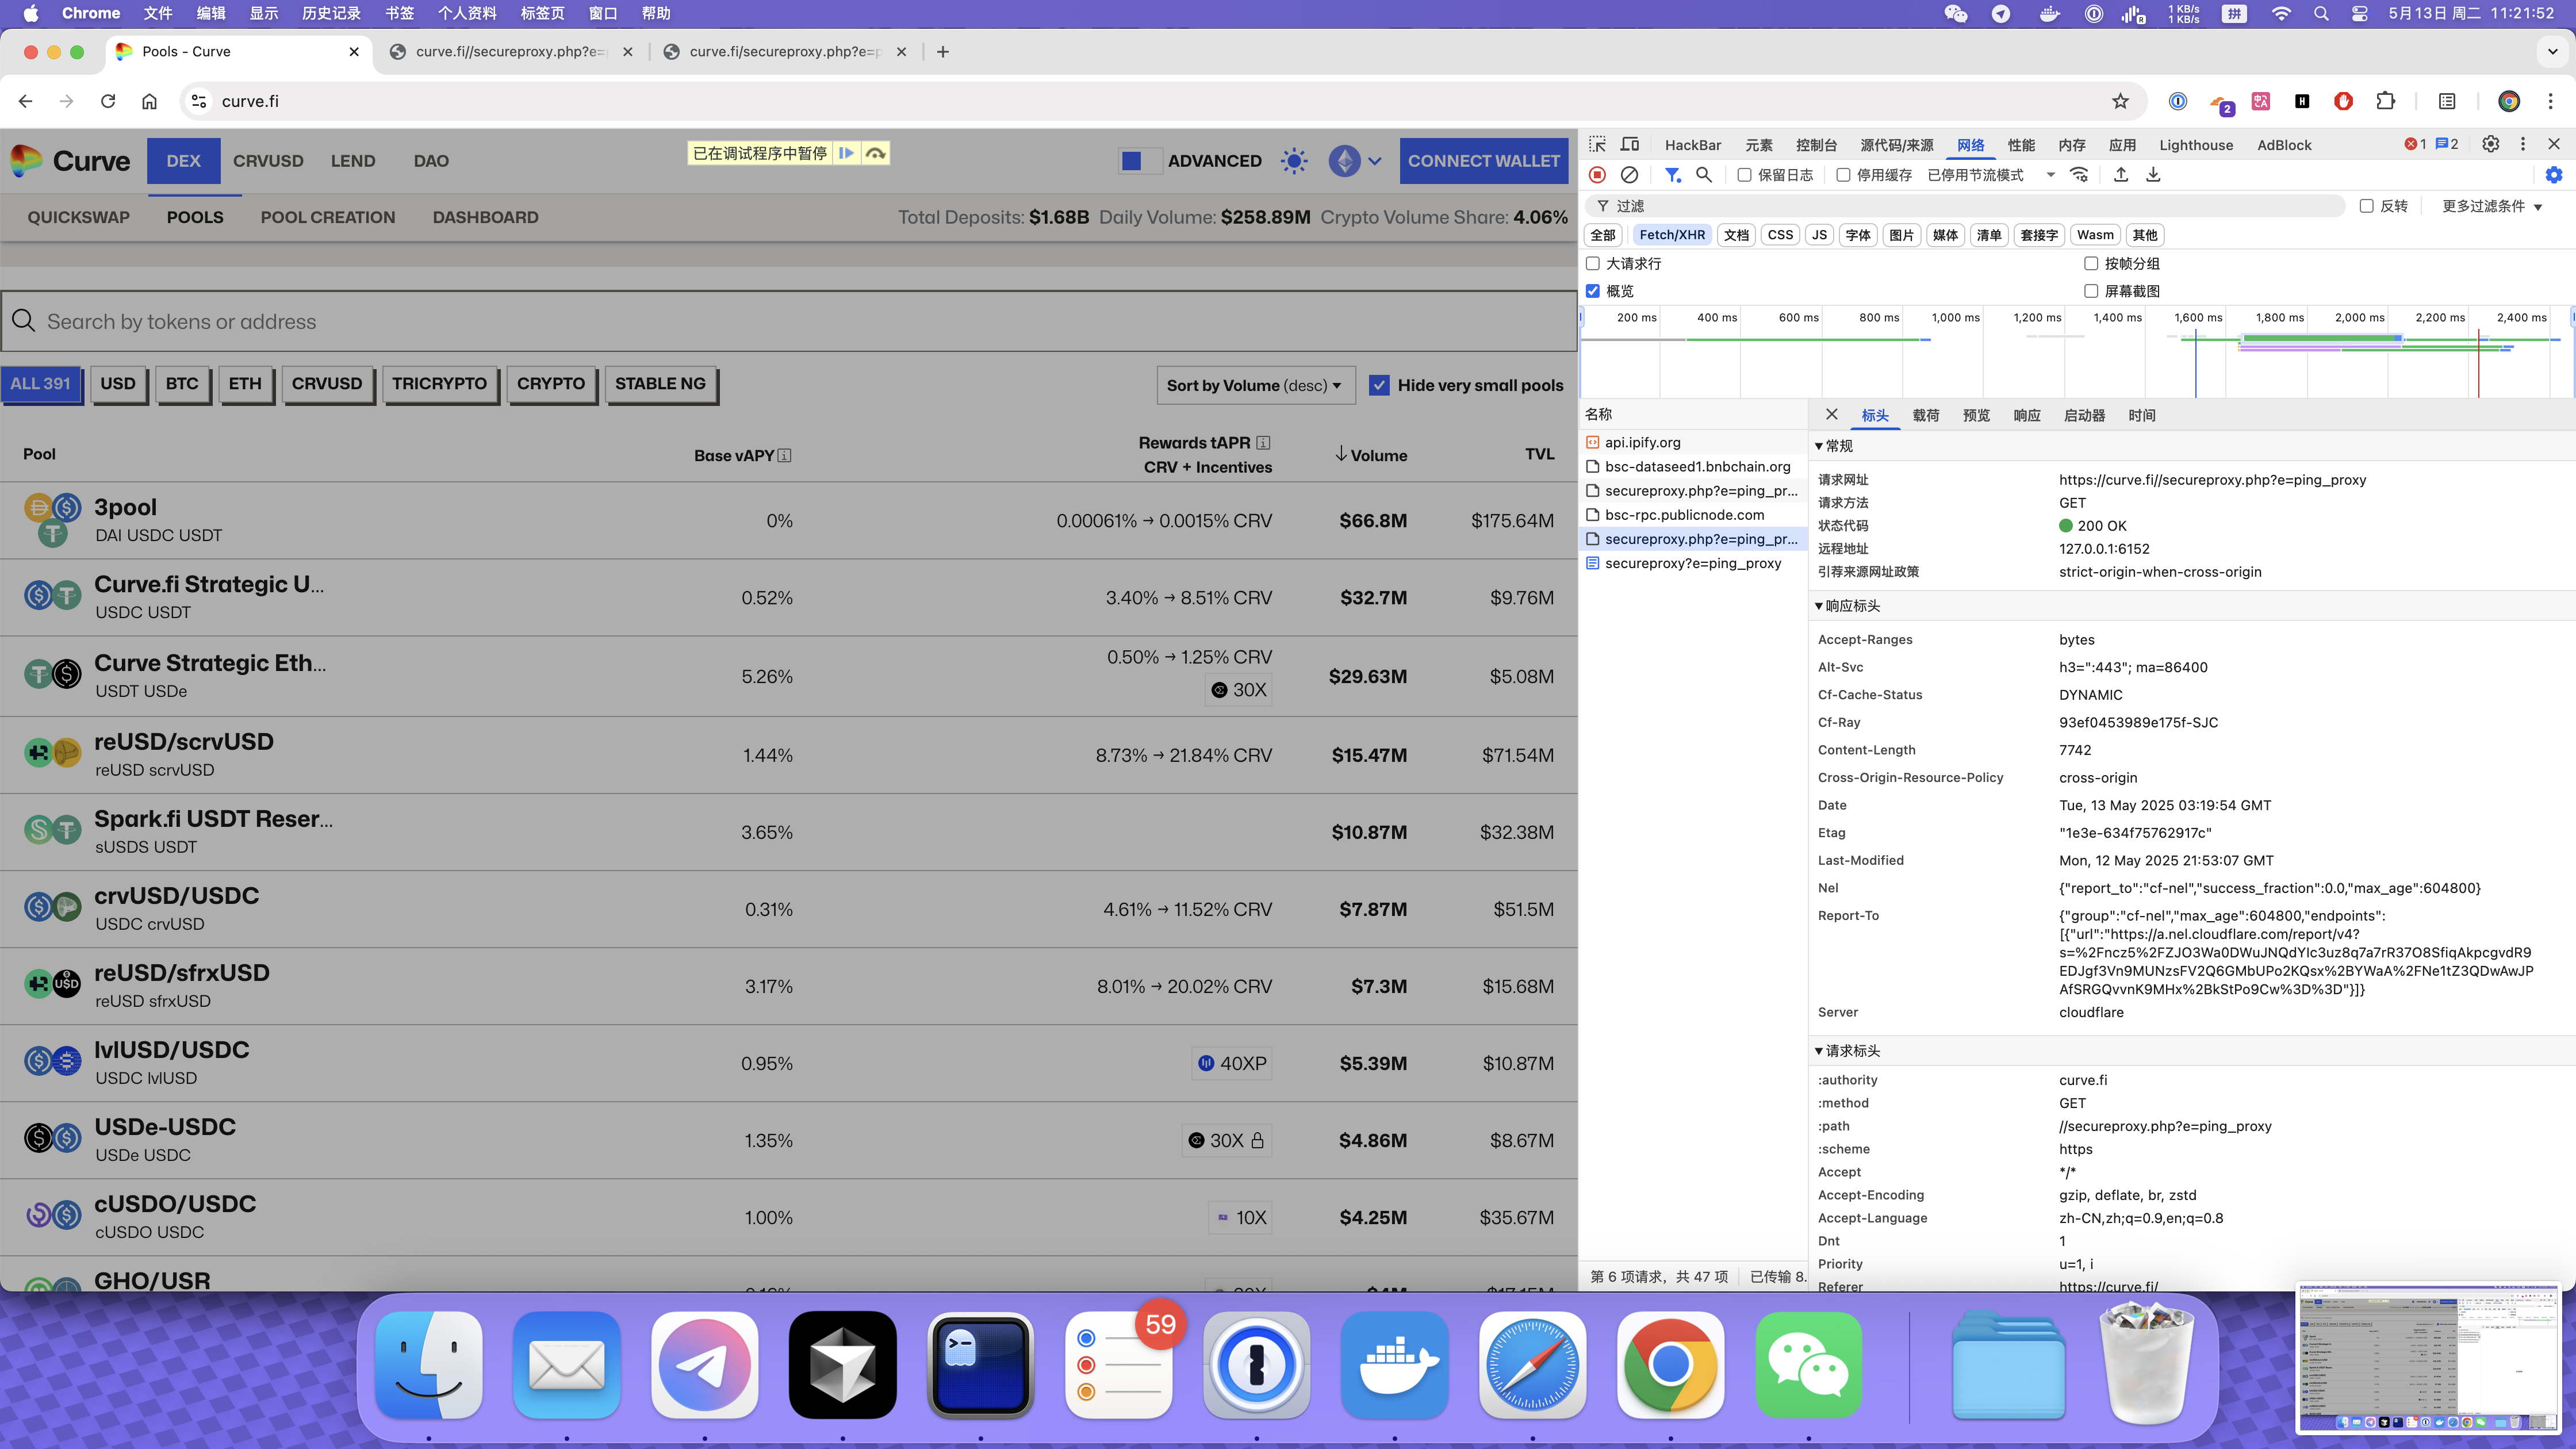 Chrome 文件 编辑 显示 历史记录 书签 个人资料 标签页 窗口 帮助
1 KB/s
1 KB/s
拼
5月13日 周二 11:21:52
Pools - Curve
curve.fi//secureproxy.php?e=
curve.fi/secureproxy.php?e=p
curve.fi
2
Curve DEX CRVUSD LEND DAO
已在调试程序中暂停
ADVANCED
CONNECT WALLET
QUICKSWAP POOLS POOL CREATION DASHBOARD
Total Deposits: $1.68B Daily Volume: $258.89M Crypto Volume Share: 4.06%
Search by tokens or address
ALL 391 USD BTC ETH CRVUSD TRICRYPTO CRYPTO STABLE NG
Sort by Volume (desc)
Hide very small pools
Pool
Base vAPY
Rewards tAPR
CRV + Incentives
Volume
TVL
3pool
DAI USDC USDT
0% 0.00061% → 0.0015% CRV $66.8M $175.64M
Curve.fi Strategic U...
USDC USDT
0.52% 3.40% → 8.51% CRV $32.7M $9.76M
Curve Strategic Eth...
USDT USDe
5.26% 0.50% → 1.25% CRV
30X
$29.63M $5.08M
reUSD/scrvUSD
reUSD scrvUSD
1.44% 8.73% → 21.84% CRV $15.47M $71.54M
Spark.fi USDT Reser...
sUSDS USDT
3.65% $10.87M $32.38M
crvUSD/USDC
USDC crvUSD
0.31% 4.61% → 11.52% CRV $7.87M $51.5M
reUSD/sfrxUSD
reUSD sfrxUSD
3.17% 8.01% → 20.02% CRV $7.3M $15.68M
lvlUSD/USDC
USDC lvlUSD
0.95% 40XP $5.39M $10.87M
USDe-USDC
USDe USDC
1.35% 30X $4.86M $8.67M
cUSDO/USDC
cUSDO USDC
1.00% 10X $4.25M $35.67M
GHO/USR
HackBar 元素 控制台 源代码/来源 网络 性能 内存 应用 Lighthouse AdBlock
1 2
保留日志 停用缓存 已停用节流模式
过滤
反转 更多过滤条件
全部 Fetch/XHR 文档 CSS JS 字体 图片 媒体 清单 套接字 Wasm 其他
大请求行 按帧分组
概览 屏幕截图
200 ms 400 ms 600 ms 800 ms 1,000 ms 1,200 ms 1,400 ms 1,600 ms 1,800 ms 2,000 ms 2,200 ms 2,400 ms
名称
api.ipify.org
bsc-dataseed1.bnbchain.org
secureproxy.php?e=ping_pr...
bsc-rpc.publicnode.com
secureproxy.php?e=ping_pr...
secureproxy?e=ping_proxy
第 6 项请求，共 47 项 已传输 8.
标头 载荷 预览 响应 启动器 时间
常规
请求网址 https://curve.fi//secureproxy.php?e=ping_proxy
请求方法 GET
状态代码 200 OK
远程地址 127.0.0.1:6152
引荐来源网址政策 strict-origin-when-cross-origin
响应标头
Accept-Ranges bytes
Alt-Svc h3=":443"; ma=86400
Cf-Cache-Status DYNAMIC
Cf-Ray 93ef0453989e175f-SJC
Content-Length 7742
Cross-Origin-Resource-Policy cross-origin
Date Tue, 13 May 2025 03:19:54 GMT
Etag "1e3e-634f75762917c"
Last-Modified Mon, 12 May 2025 21:53:07 GMT
Nel {"report_to":"cf-nel","success_fraction":0.0,"max_age":604800}
Report-To {"group":"cf-nel","max_age":604800,"endpoints":
[{"url":"https://a.nel.cloudflare.com/report/v4?
s=%2Fncz5%2FZJO3Wa0DWuJNQdYIc3uz8q7a7rR37O8SfiqAkpcgvdR9
EDJgf3Vn9MUNzsFV2Q6GMbUPo2KQsx%2BYWaA%2FNe1tZ3QDwAwJP
AfSRGQvvnK9MHx%2BkStPo9Cw%3D%3D"}]}
Server cloudflare
请求标头
:authority curve.fi
:method GET
:path //secureproxy.php?e=ping_proxy
:scheme https
Accept */*
Accept-Encoding gzip, deflate, br, zstd
Accept-Language zh-CN,zh;q=0.9,en;q=0.8
Dnt 1
Priority u=1, i
Referer https://curve.fi/
59